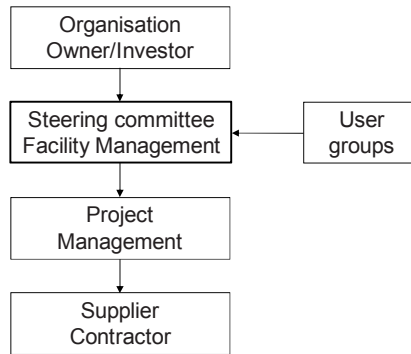 Organisation
Owner/Investor
Steering committee
Facility Management
User
groups
Project
Management
Supplier
Contractor